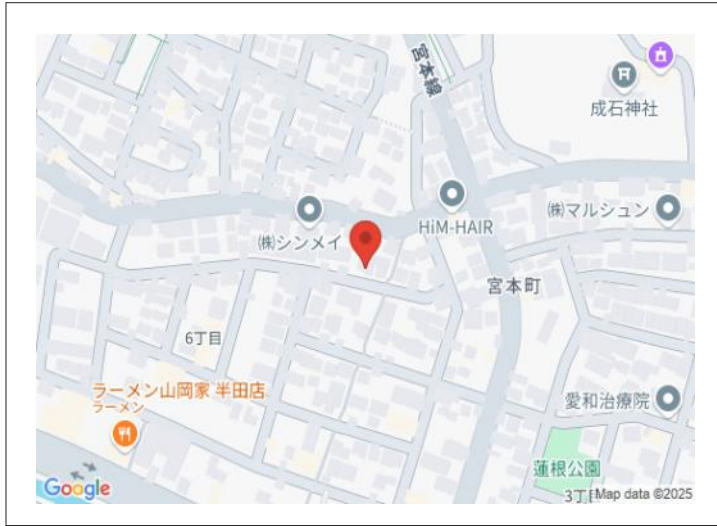 宮本線
成石神社
HiM-HAIR
㈱マルシュン
㈱シンメイ
宮本町
6丁目
ラーメン山岡家 半田店
ラーメン
愛和治療院
蓮根公園
3丁目
Google
Map data ©2025